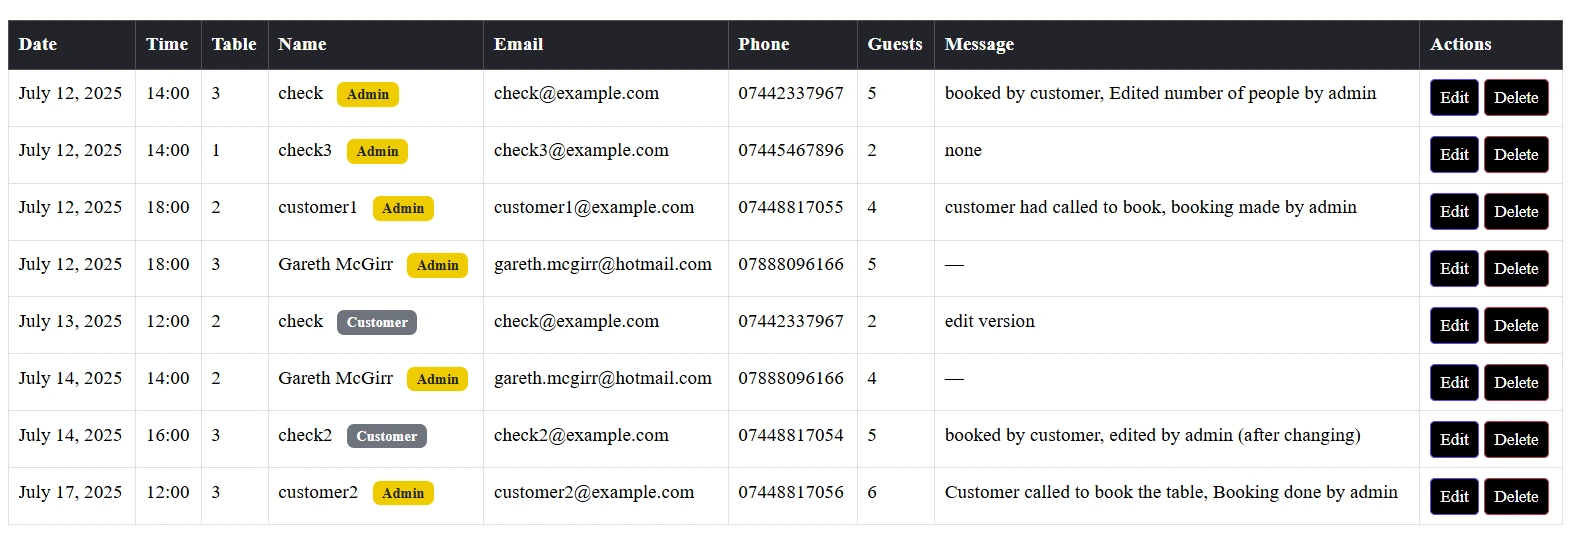 Date Time Table Name Email Phone Guests Message Actions
July 12, 2025 14:00 3 check Admin check@example.com 07442337967 5 booked by customer, Edited number of people by admin Edit Delete
July 12, 2025 14:00 1 check3 Admin check3@example.com 07445467896 2 none Edit Delete
July 12, 2025 18:00 2 customer1 Admin customer1@example.com 07448817055 4 customer had called to book, booking made by admin Edit Delete
July 12, 2025 18:00 3 Gareth McGirr Admin gareth.mcgirr@hotmail.com 07888096166 5 — Edit Delete
July 13, 2025 12:00 2 check Customer check@example.com 07442337967 2 edit version Edit Delete
July 14, 2025 14:00 2 Gareth McGirr Admin gareth.mcgirr@hotmail.com 07888096166 4 — Edit Delete
July 14, 2025 16:00 3 check2 Customer check2@example.com 07448817054 5 booked by customer, edited by admin (after changing) Edit Delete
July 17, 2025 12:00 3 customer2 Admin customer2@example.com 07448817056 6 Customer called to book the table, Booking done by admin Edit Delete